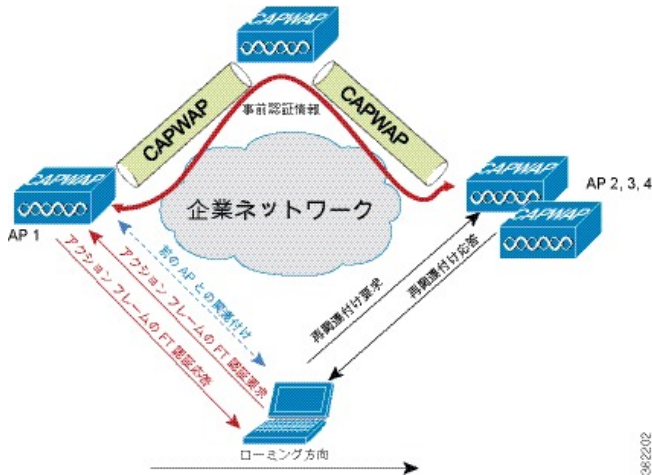 CAPWAP
CAPWAP
CAPWAP
事前認証情報
CAPWAP
企業ネットワーク
CAPWAP
AP 1
AP 2, 3, 4
CAPWAP
前の AP との関連付け
アクション フレームの FT 認証要求
アクション フレームの FT 認証応答
再関連付け要求
再関連付け応答
ローミング方向
382202